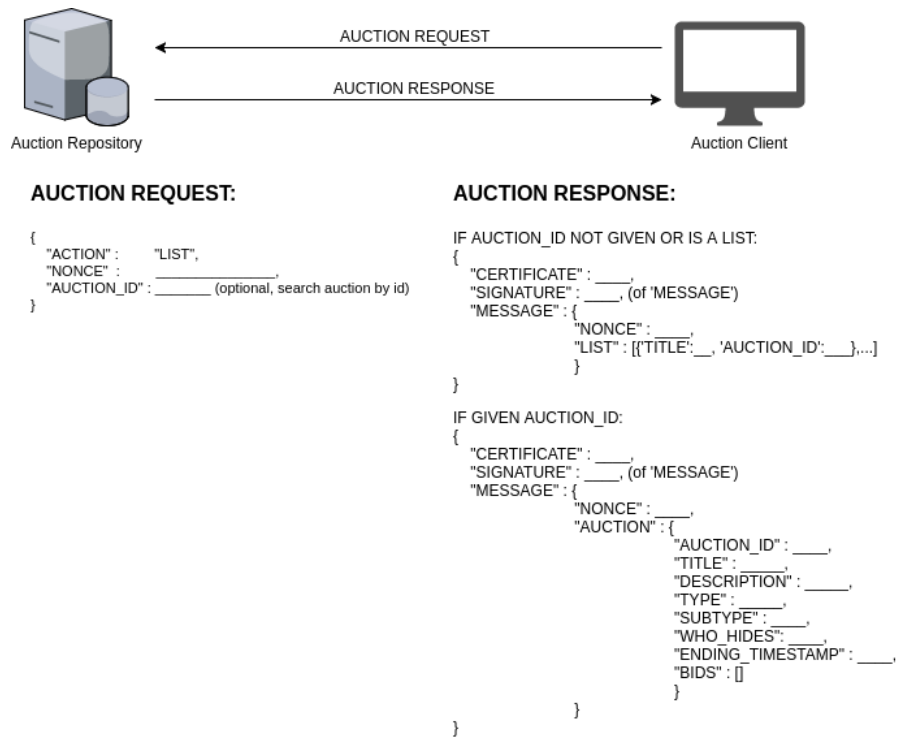 AUCTION REQUEST
AUCTION RESPONSE
Auction Repository
Auction Client
AUCTION REQUEST:
{
"ACTION" : "LIST",
"NONCE" : ______________,
"AUCTION_ID" : _______ (optional, search auction by id)
}
AUCTION RESPONSE:
IF AUCTION_ID NOT GIVEN OR IS A LIST:
{
"CERTIFICATE" : ____,
"SIGNATURE" : ____, (of 'MESSAGE')
"MESSAGE" : {
"NONCE" : ____,
"LIST" : [{'TITLE':__, 'AUCTION_ID':___},...]
}
}
IF GIVEN AUCTION_ID:
{
"CERTIFICATE" : ____,
"SIGNATURE" : ____, (of 'MESSAGE')
"MESSAGE" : {
"NONCE" : ____,
"AUCTION" : {
"AUCTION_ID" : ____,
"TITLE" : _____,
"DESCRIPTION" : _____,
"TYPE" : _____,
"SUBTYPE" : ____,
"WHO_HIDES": ____,
"ENDING_TIMESTAMP" : ____,
"BIDS" : []
}
}
}